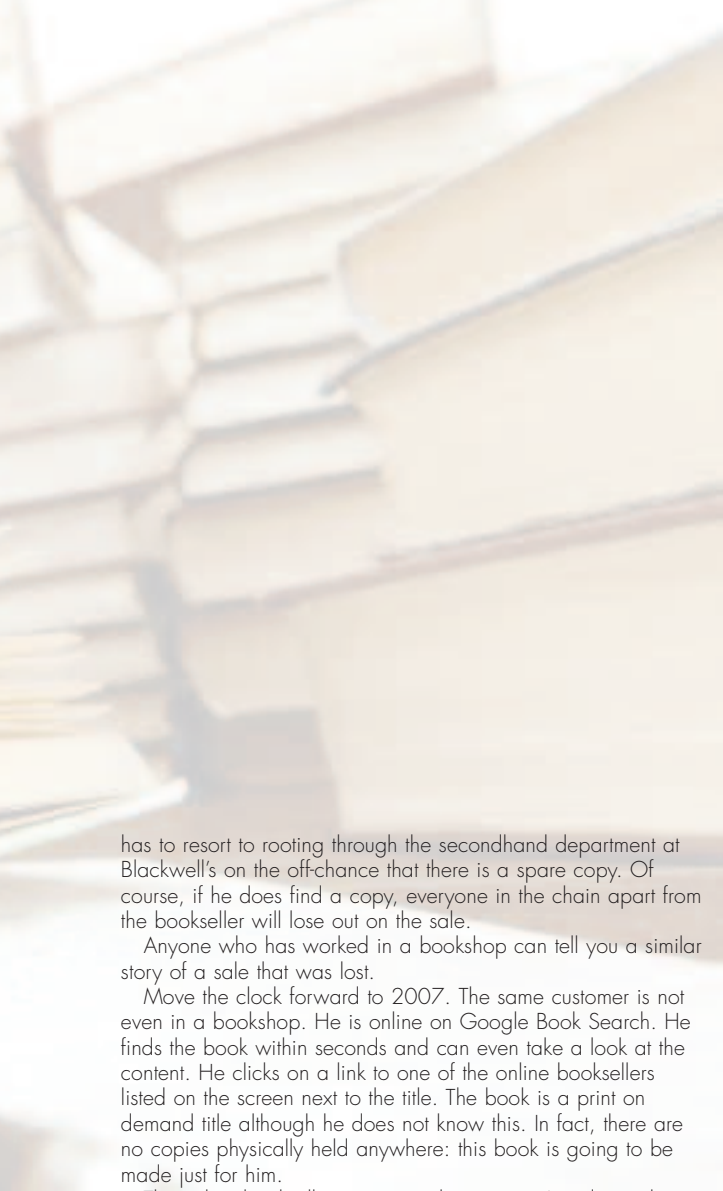 has to resort to rooting through the secondhand department at
Blackwell’s on the off-chance that there is a spare copy. Of
course, if he does find a copy, everyone in the chain apart from
the bookseller will lose out on the sale.
Anyone who has worked in a bookshop can tell you a similar
story of a sale that was lost.
Move the clock forward to 2007. The same customer is not
even in a bookshop. He is online on Google Book Search. He
finds the book within seconds and can even take a look at the
content. He clicks on a link to one of the online booksellers
listed on the screen next to the title. The book is a print on
demand title although he does not know this. In fact, there are
no copies physically held anywhere: this book is going to be
made just for him.